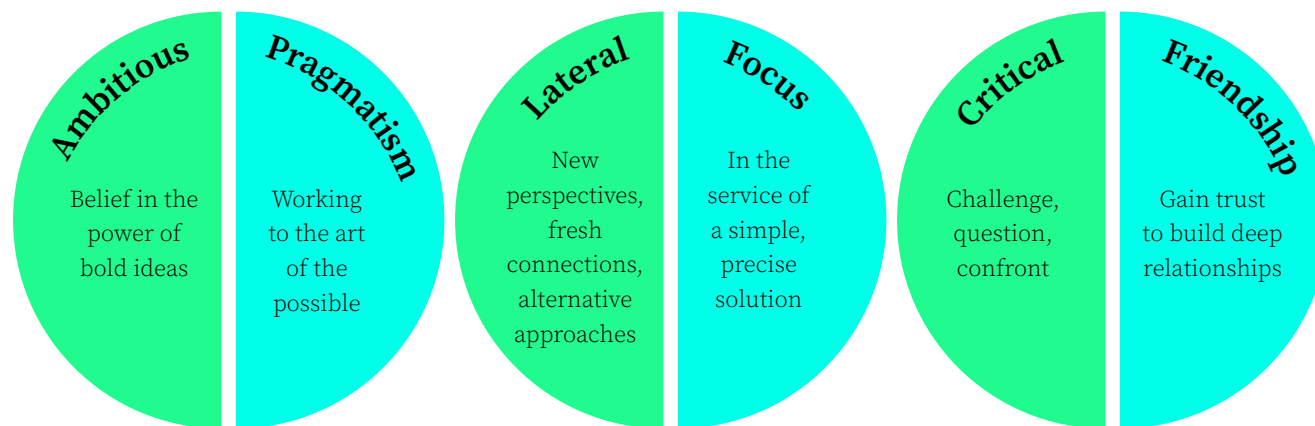 Ambitious
Belief in the
power of
bold ideas
Pragmatism
Working
to the art
of the
possible
Lateral
New
perspectives,
fresh
connections,
alternative
approaches
Focus
In the
service of
a simple,
precise
solution
Critical
Challenge,
question,
confront
Friendship
Gain trust
to build deep
relationships